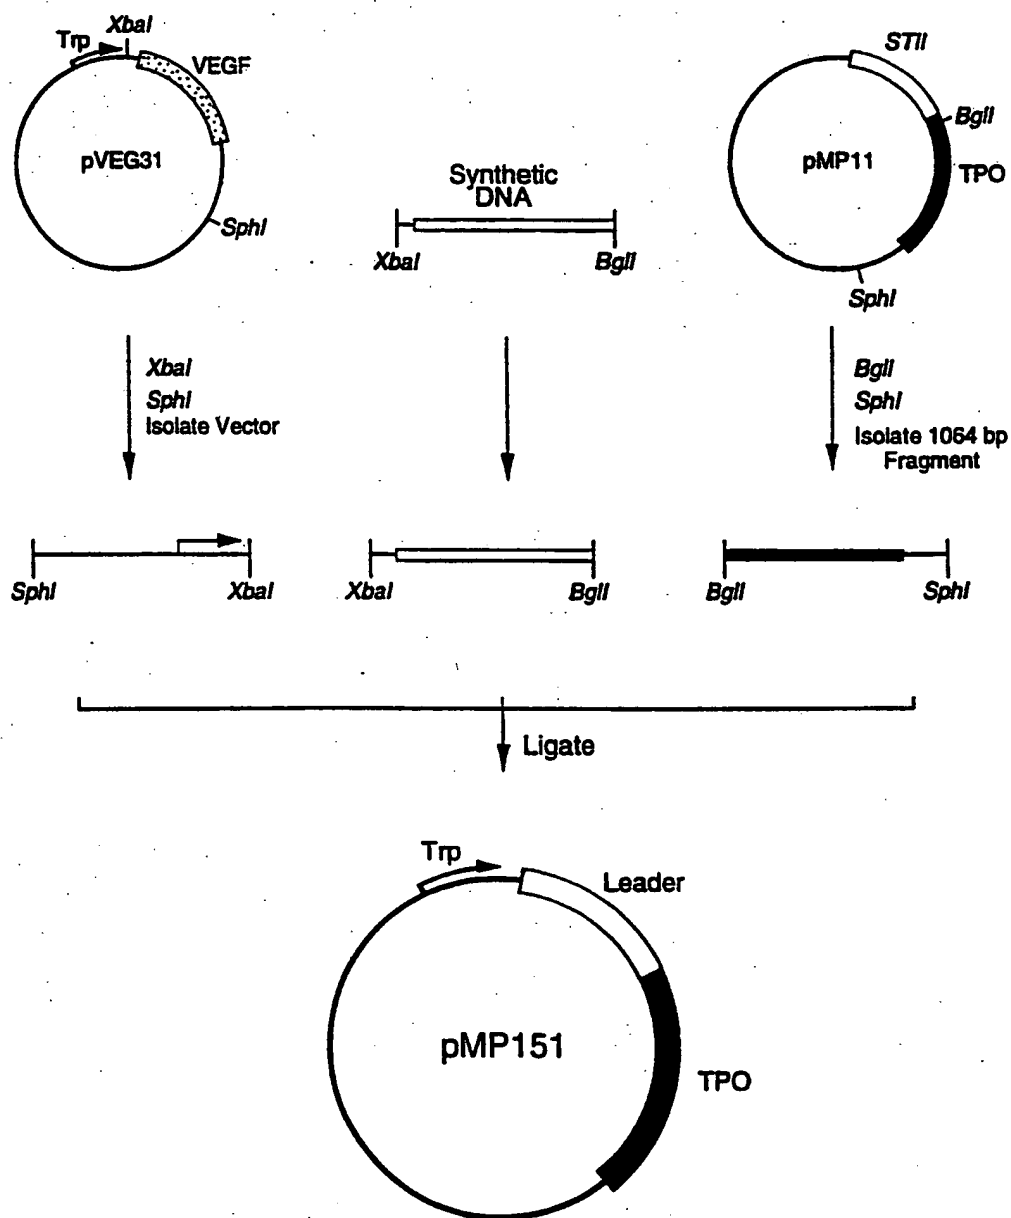 XbaI
Trp
VEGF
pVEG31
SphI
Synthetic
DNA
XbaI
BglI
STII
BglI
pMP11
TPO
SphI
XbaI
SphI
Isolate Vector
BglI
SphI
Isolate 1064 bp
Fragment
SphI
XbaI
XbaI
BglI
BglI
SphI
Ligate
Trp
Leader
pMP151
TPO